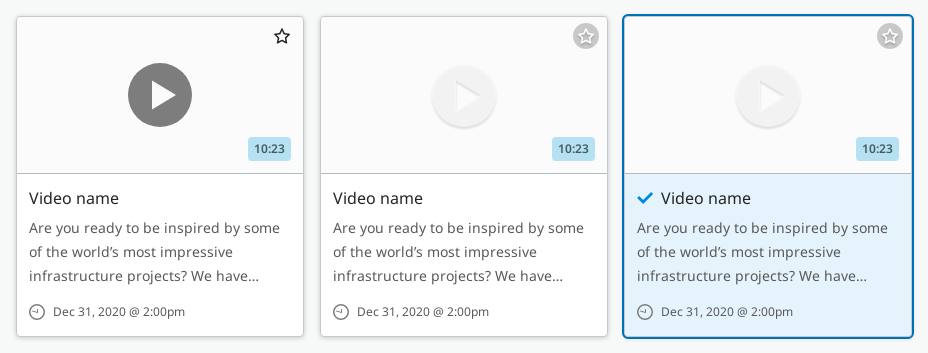 10:23
Video name
Are you ready to be inspired by some
of the world’s most impressive
infrastructure projects? We have...
Dec 31, 2020 @ 2:00pm
10:23
Video name
Are you ready to be inspired by some
of the world’s most impressive
infrastructure projects? We have...
Dec 31, 2020 @ 2:00pm
10:23
Video name
Are you ready to be inspired by some
of the world’s most impressive
infrastructure projects? We have...
Dec 31, 2020 @ 2:00pm